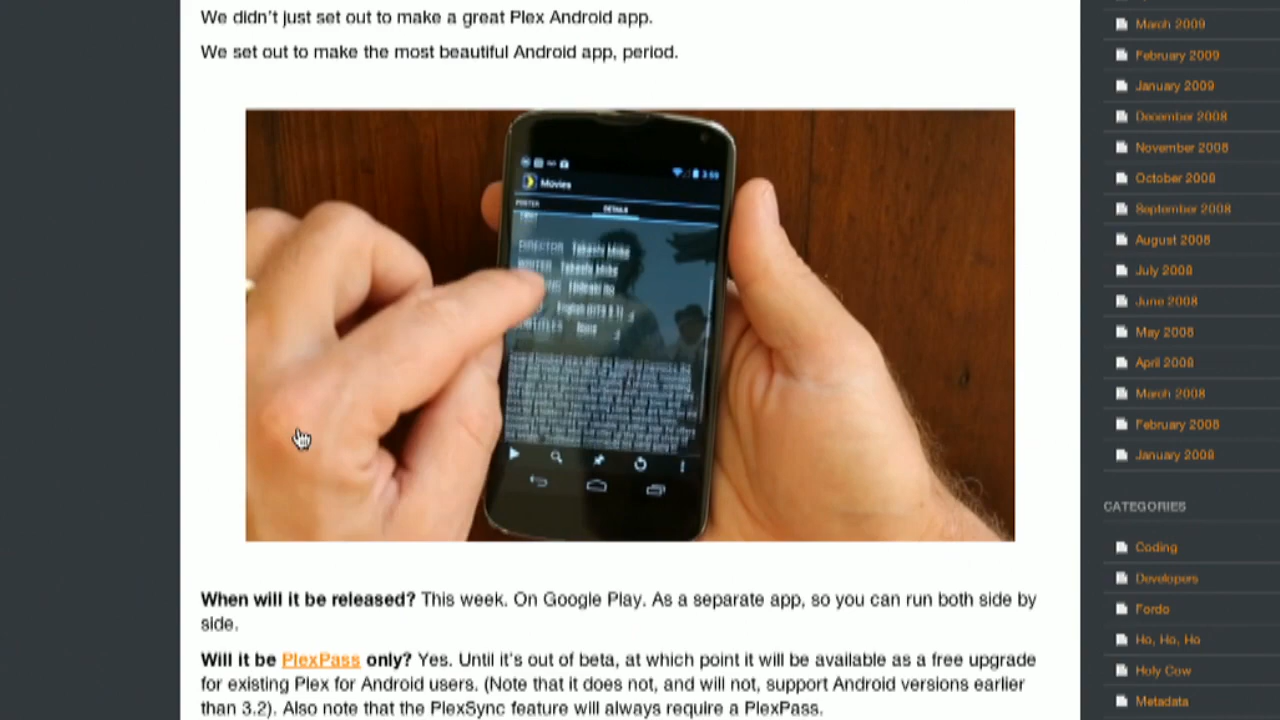 We didn't just set out to make a great Plex Android app.
We set out to make the most beautiful Android app, period.
3:59
Movies
POSTER
DETAILS
DIRECTOR Takashi Miike
When will it be released? This week. On Google Play. As a separate app, so you can run both side by
side.
Will it be PlexPass only? Yes. Until it's out of beta, at which point it will be available as a free upgrade
for existing Plex for Android users. (Note that it does not, and will not, support Android versions earlier
than 3.2). Also note that the PlexSync feature will always require a PlexPass.
March 2009
February 2009
January 2009
December 2008
November 2008
October 2008
September 2008
August 2008
July 2008
June 2008
May 2008
April 2008
March 2008
February 2008
January 2008
CATEGORIES
Coding
Developers
Fordo
Ho, Ho, Ho
Holy Cow
Metadata